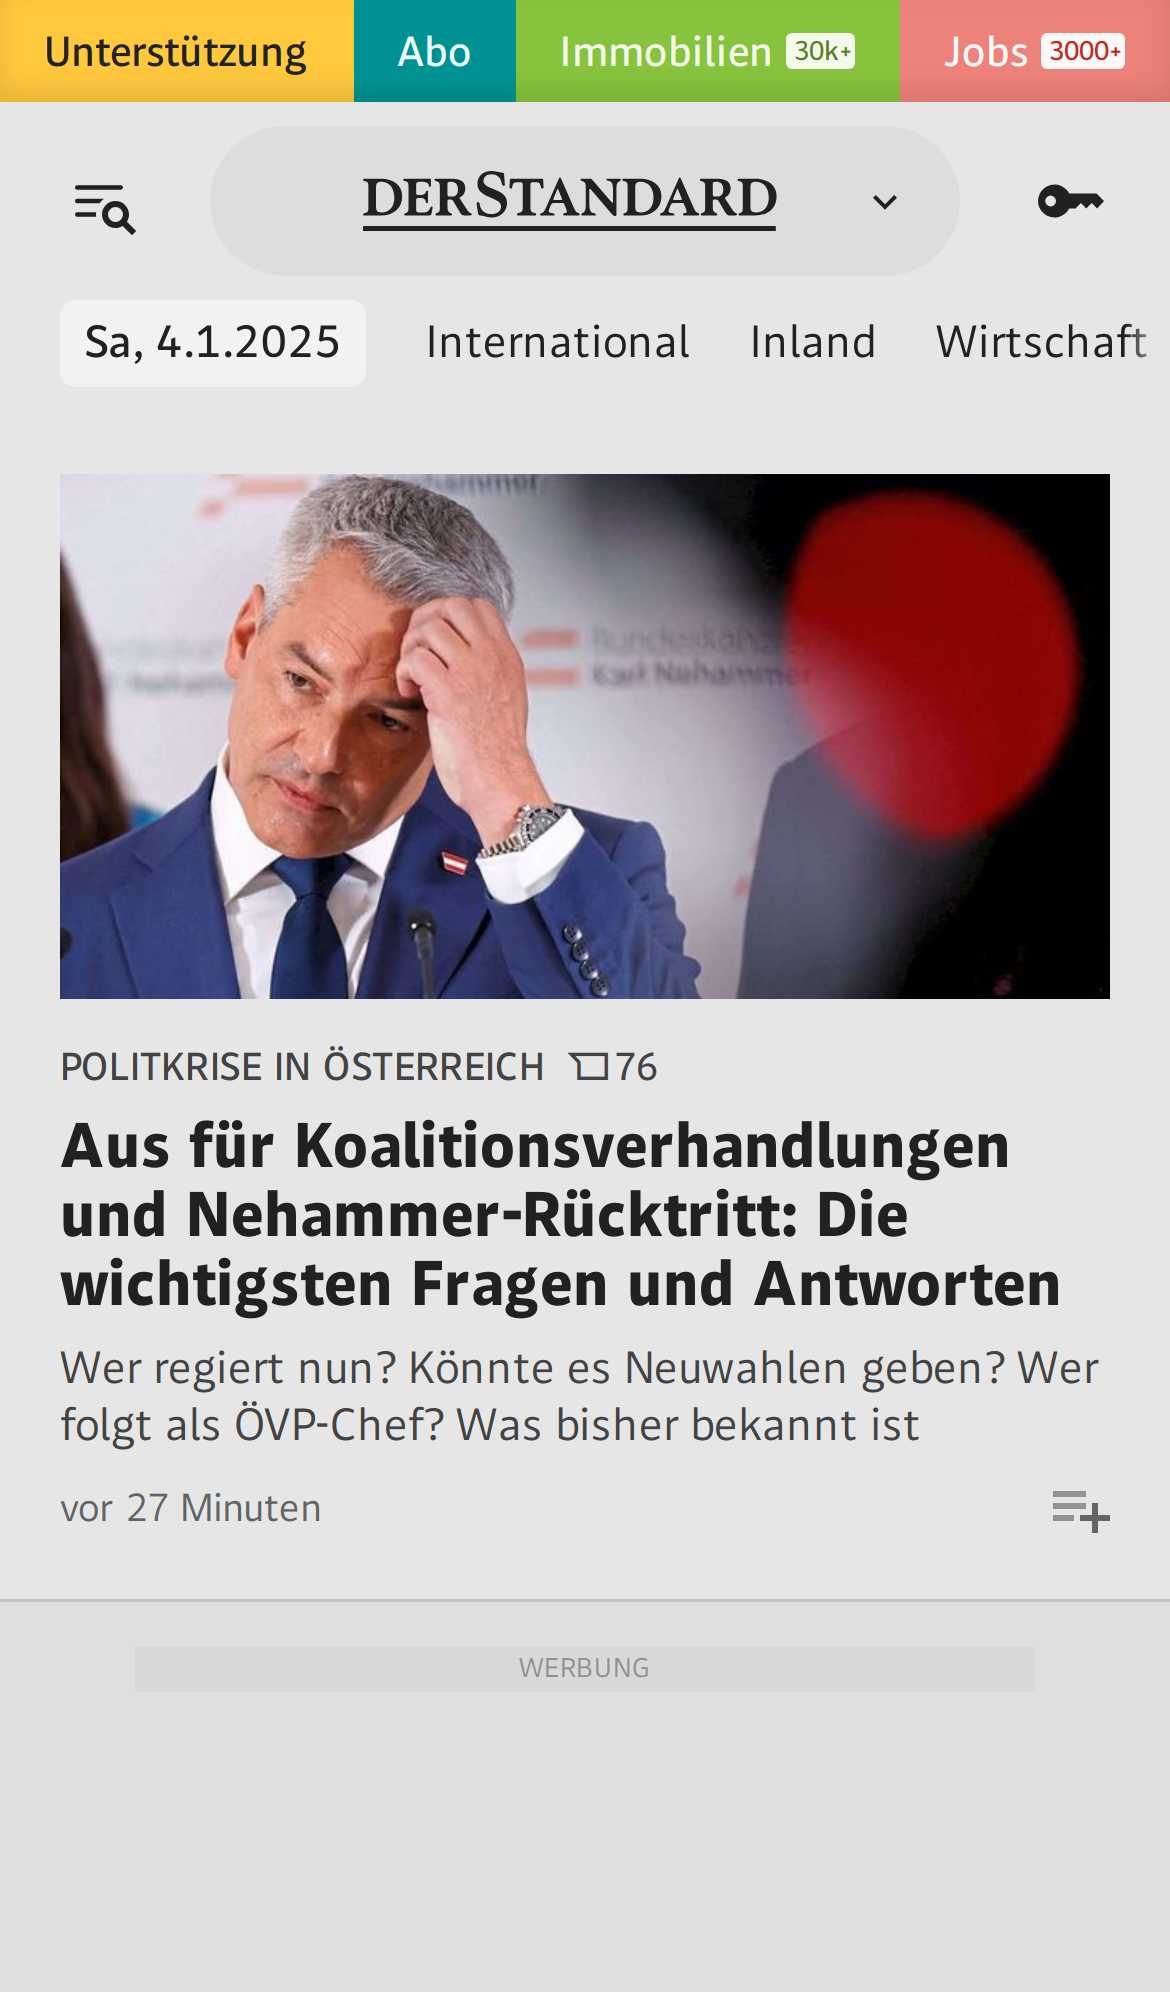 Unterstützung
Abo
Immobilien 30k+
Jobs 3000+
DERSTANDARD
Sa, 4.1.2025
International
Inland
Wirtschaft
Karl Nehammer
POLITKRISE IN ÖSTERREICH 76
Aus für Koalitionsverhandlungen
und Nehammer-Rücktritt: Die
wichtigsten Fragen und Antworten
Wer regiert nun? Könnte es Neuwahlen geben? Wer
folgt als ÖVP-Chef? Was bisher bekannt ist
vor 27 Minuten
WERBUNG